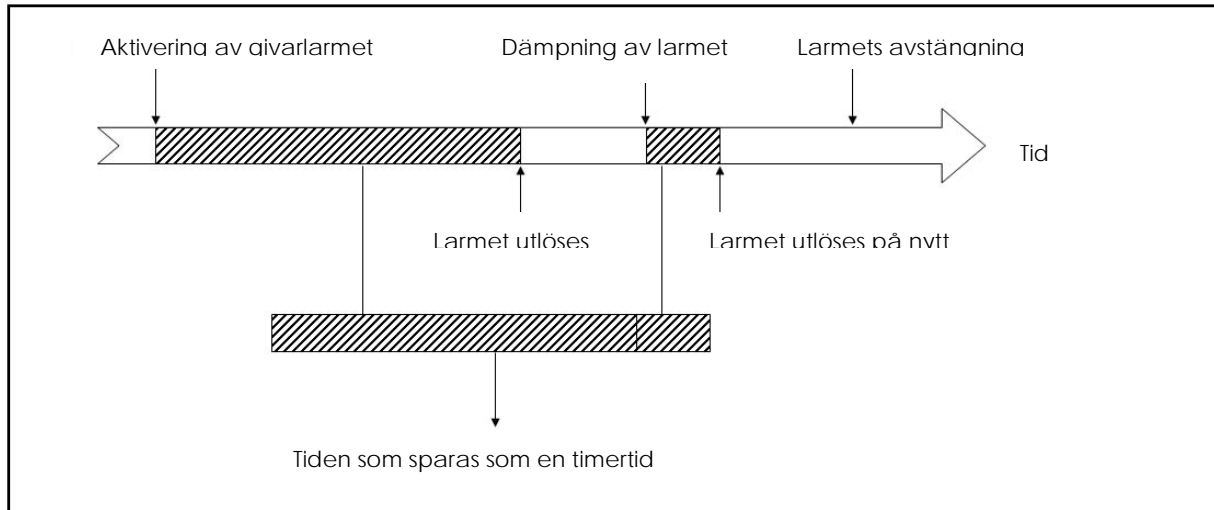 Aktivering av givarlarmet
Dämpning av larmet
Larmets avstängning
Tid
Larmet utlöses
Larmet utlöses på nytt
Tiden som sparas som en timertid